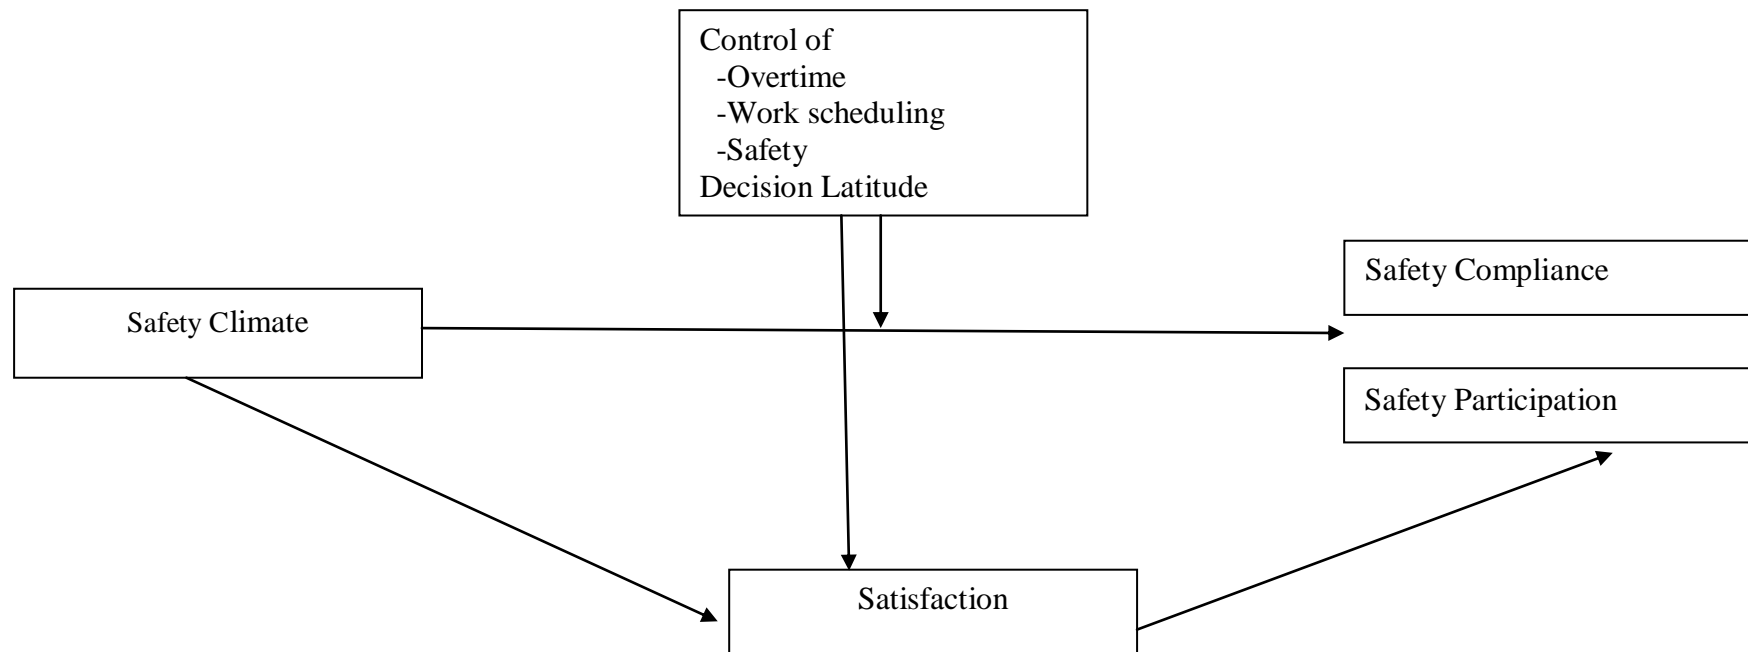 Control of
-Overtime
-Work scheduling
-Safety
Decision Latitude
Safety Compliance
Safety Climate
Safety Participation
Satisfaction